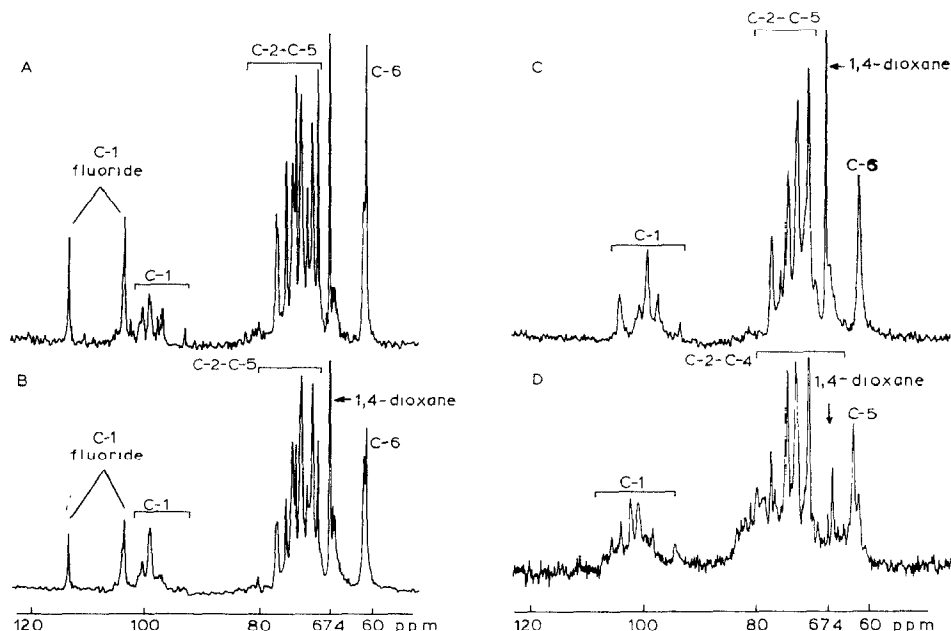 A
C-1
fluoride
C-1
C-2-C-5
C-6
B
C-1
fluoride
C-1
C-2-C-5
1,4-dioxane
C-6
120
100
80
67.4
60
ppm
C
C-1
C-2-C-5
1,4-dioxane
C-6
D
C-1
C-2-C-4
1,4-dioxane
C-5
120
100
80
67.4
60
ppm